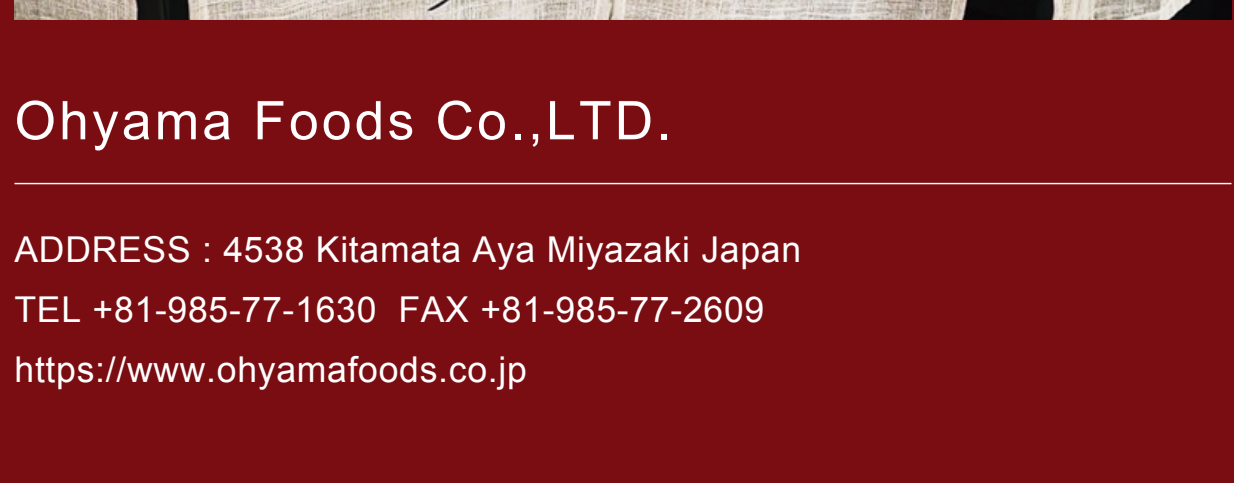 Ohyama Foods Co.,LTD.
ADDRESS : 4538 Kitamata Aya Miyazaki Japan
TEL +81-985-77-1630  FAX +81-985-77-2609
https://www.ohyamafoods.co.jp